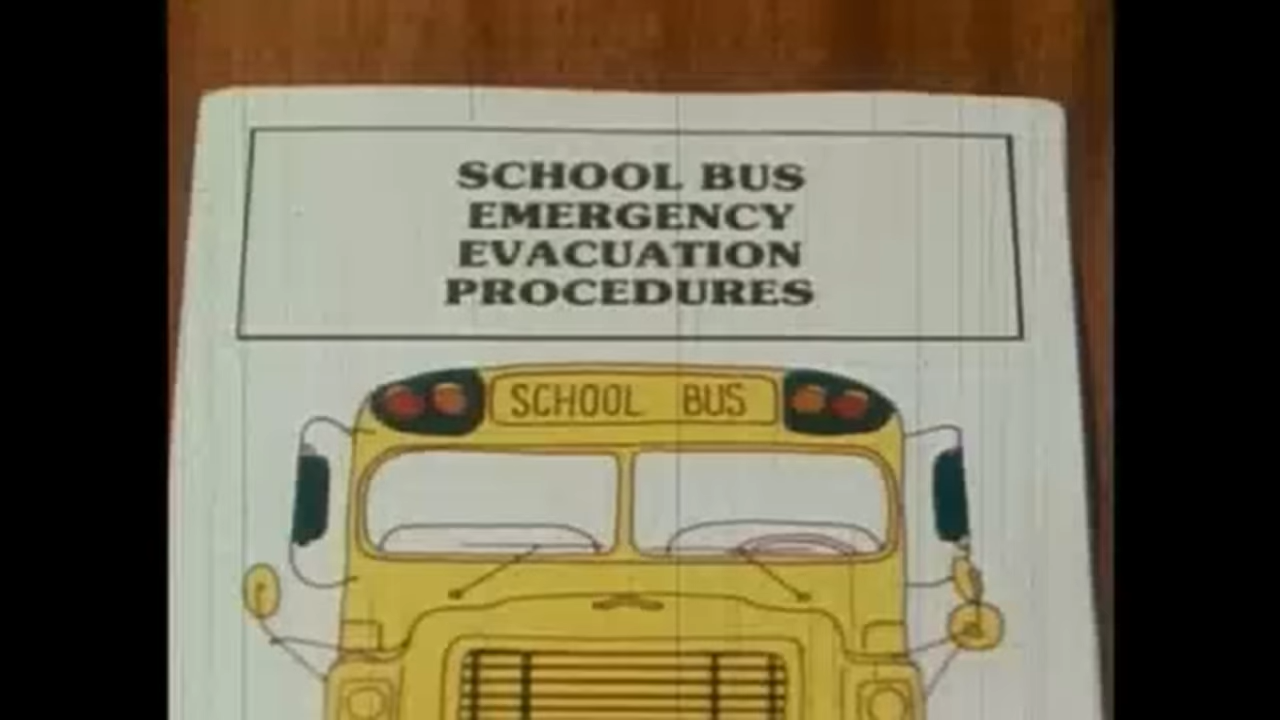 SCHOOL BUS
EMERGENCY
EVACUATION
PROCEDURES
SCHOOL BUS